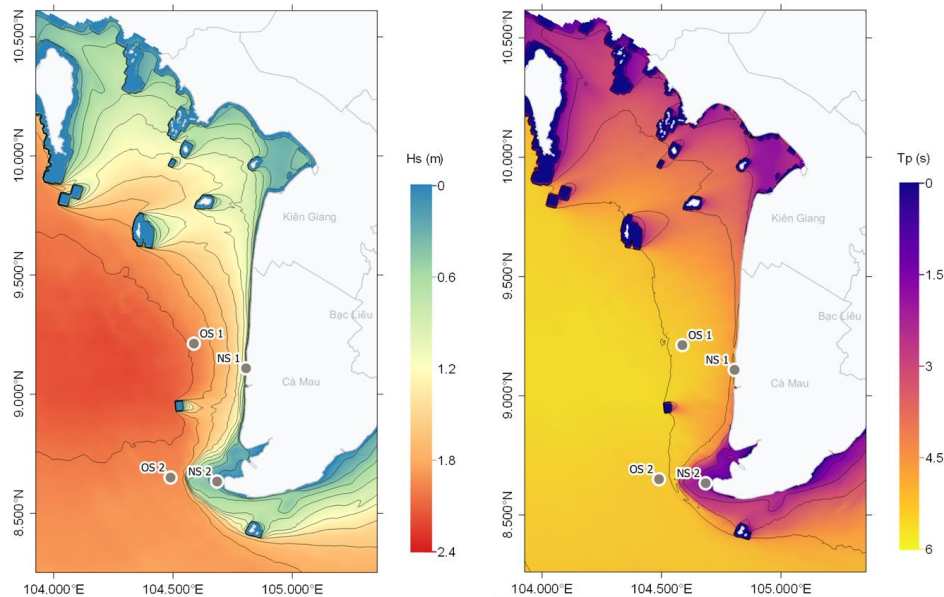 10.500°N
10.000°N
9.500°N
9.000°N
8.500°N
104.000°E
104.500°E
105.000°E
Kiên Giang
Bạc Liêu
Cà Mau
OS 1
NS 1
OS 2
NS 2
Hs (m)
0
0.6
1.2
1.8
2.4
10.500°N
10.000°N
9.500°N
9.000°N
8.500°N
104.000°E
104.500°E
105.000°E
Kiên Giang
Bạc Liêu
Cà Mau
OS 1
NS 1
OS 2
NS 2
Tp (s)
0
1.5
3
4.5
6